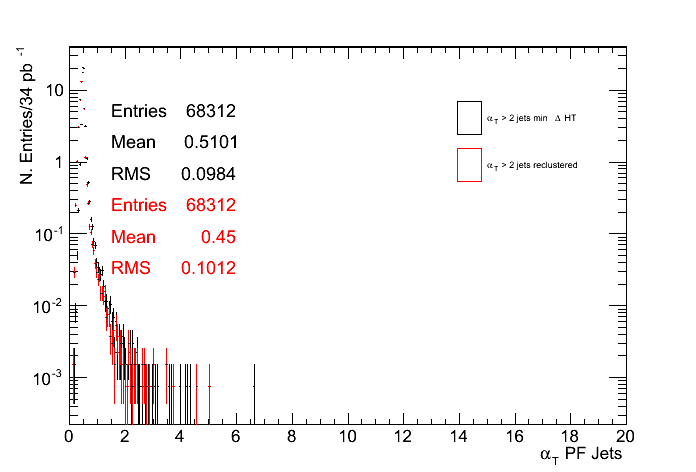 N. Entries/34 pb⁻¹
10
1
10⁻¹
10⁻²
10⁻³
Entries 68312
Mean 0.5101
RMS 0.0984
Entries 68312
Mean 0.45
RMS 0.1012
α_T > 2 jets min Δ HT
α_T > 2 jets reclustered
0 2 4 6 8 10 12 14 16 18 20
α_T PF Jets